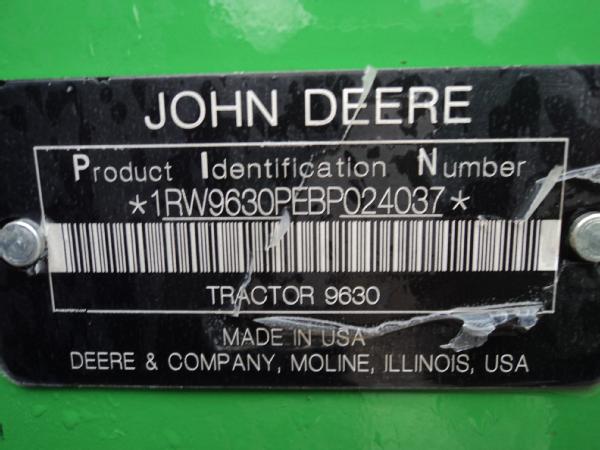 JOHN DEERE
Product Identification Number
*1RW9630PEBP024037*
TRACTOR 9630
MADE IN USA
DEERE & COMPANY, MOLINE, ILLINOIS, USA